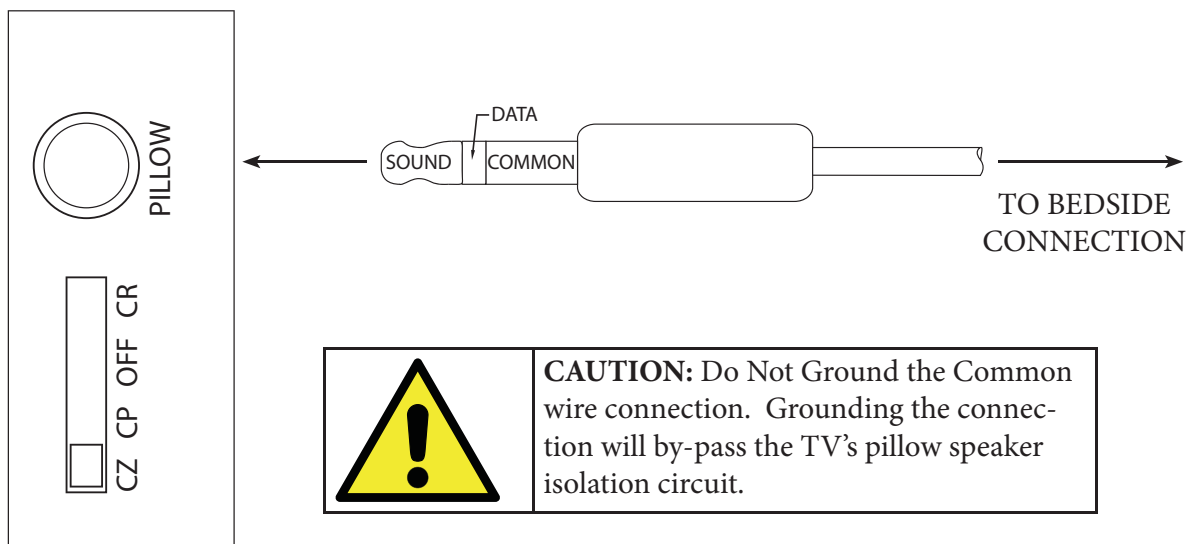 DATA
SOUND
COMMON
PILLOW
TO BEDSIDE
CONNECTION
CZ CP OFF CR
CAUTION: Do Not Ground the Common
wire connection. Grounding the connec-
tion will by-pass the TV's pillow speaker
isolation circuit.